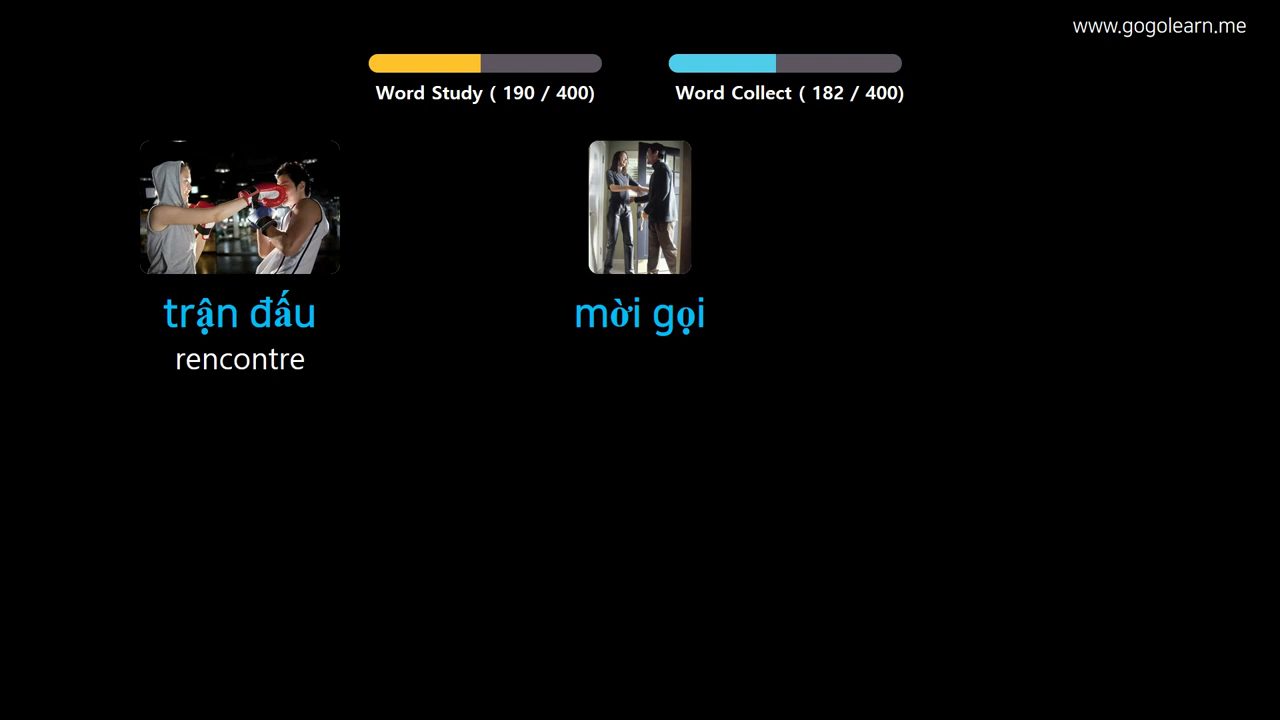 www.gogolearn.me
Word Study ( 190 / 400)
Word Collect ( 182 / 400)
trận đấu
mời gọi
rencontre